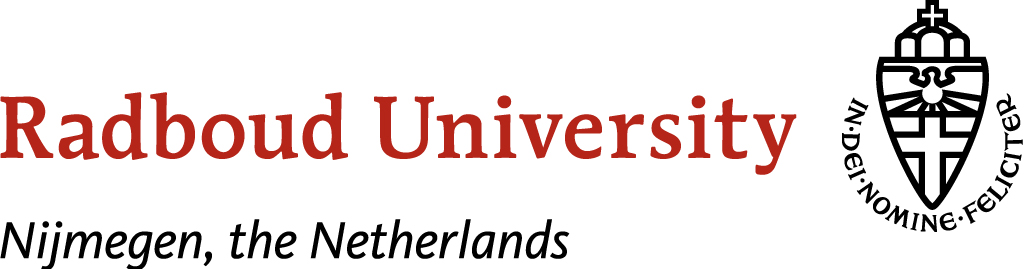 Radboud University
Nijmegen, the Netherlands
IN·DEI·NOMINE·FELICITER